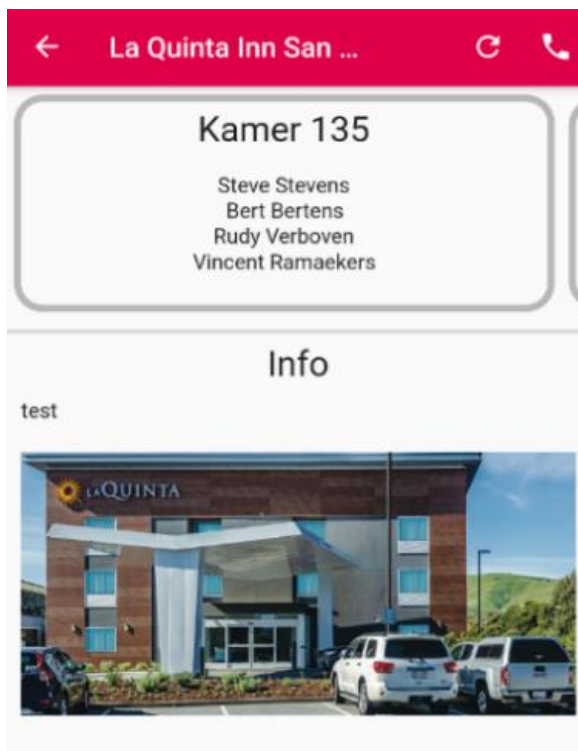 La Quinta Inn San ...
Kamer 135
Steve Stevens
Bert Bertens
Rudy Verboven
Vincent Ramaekers
Info
test
LAQUINTA